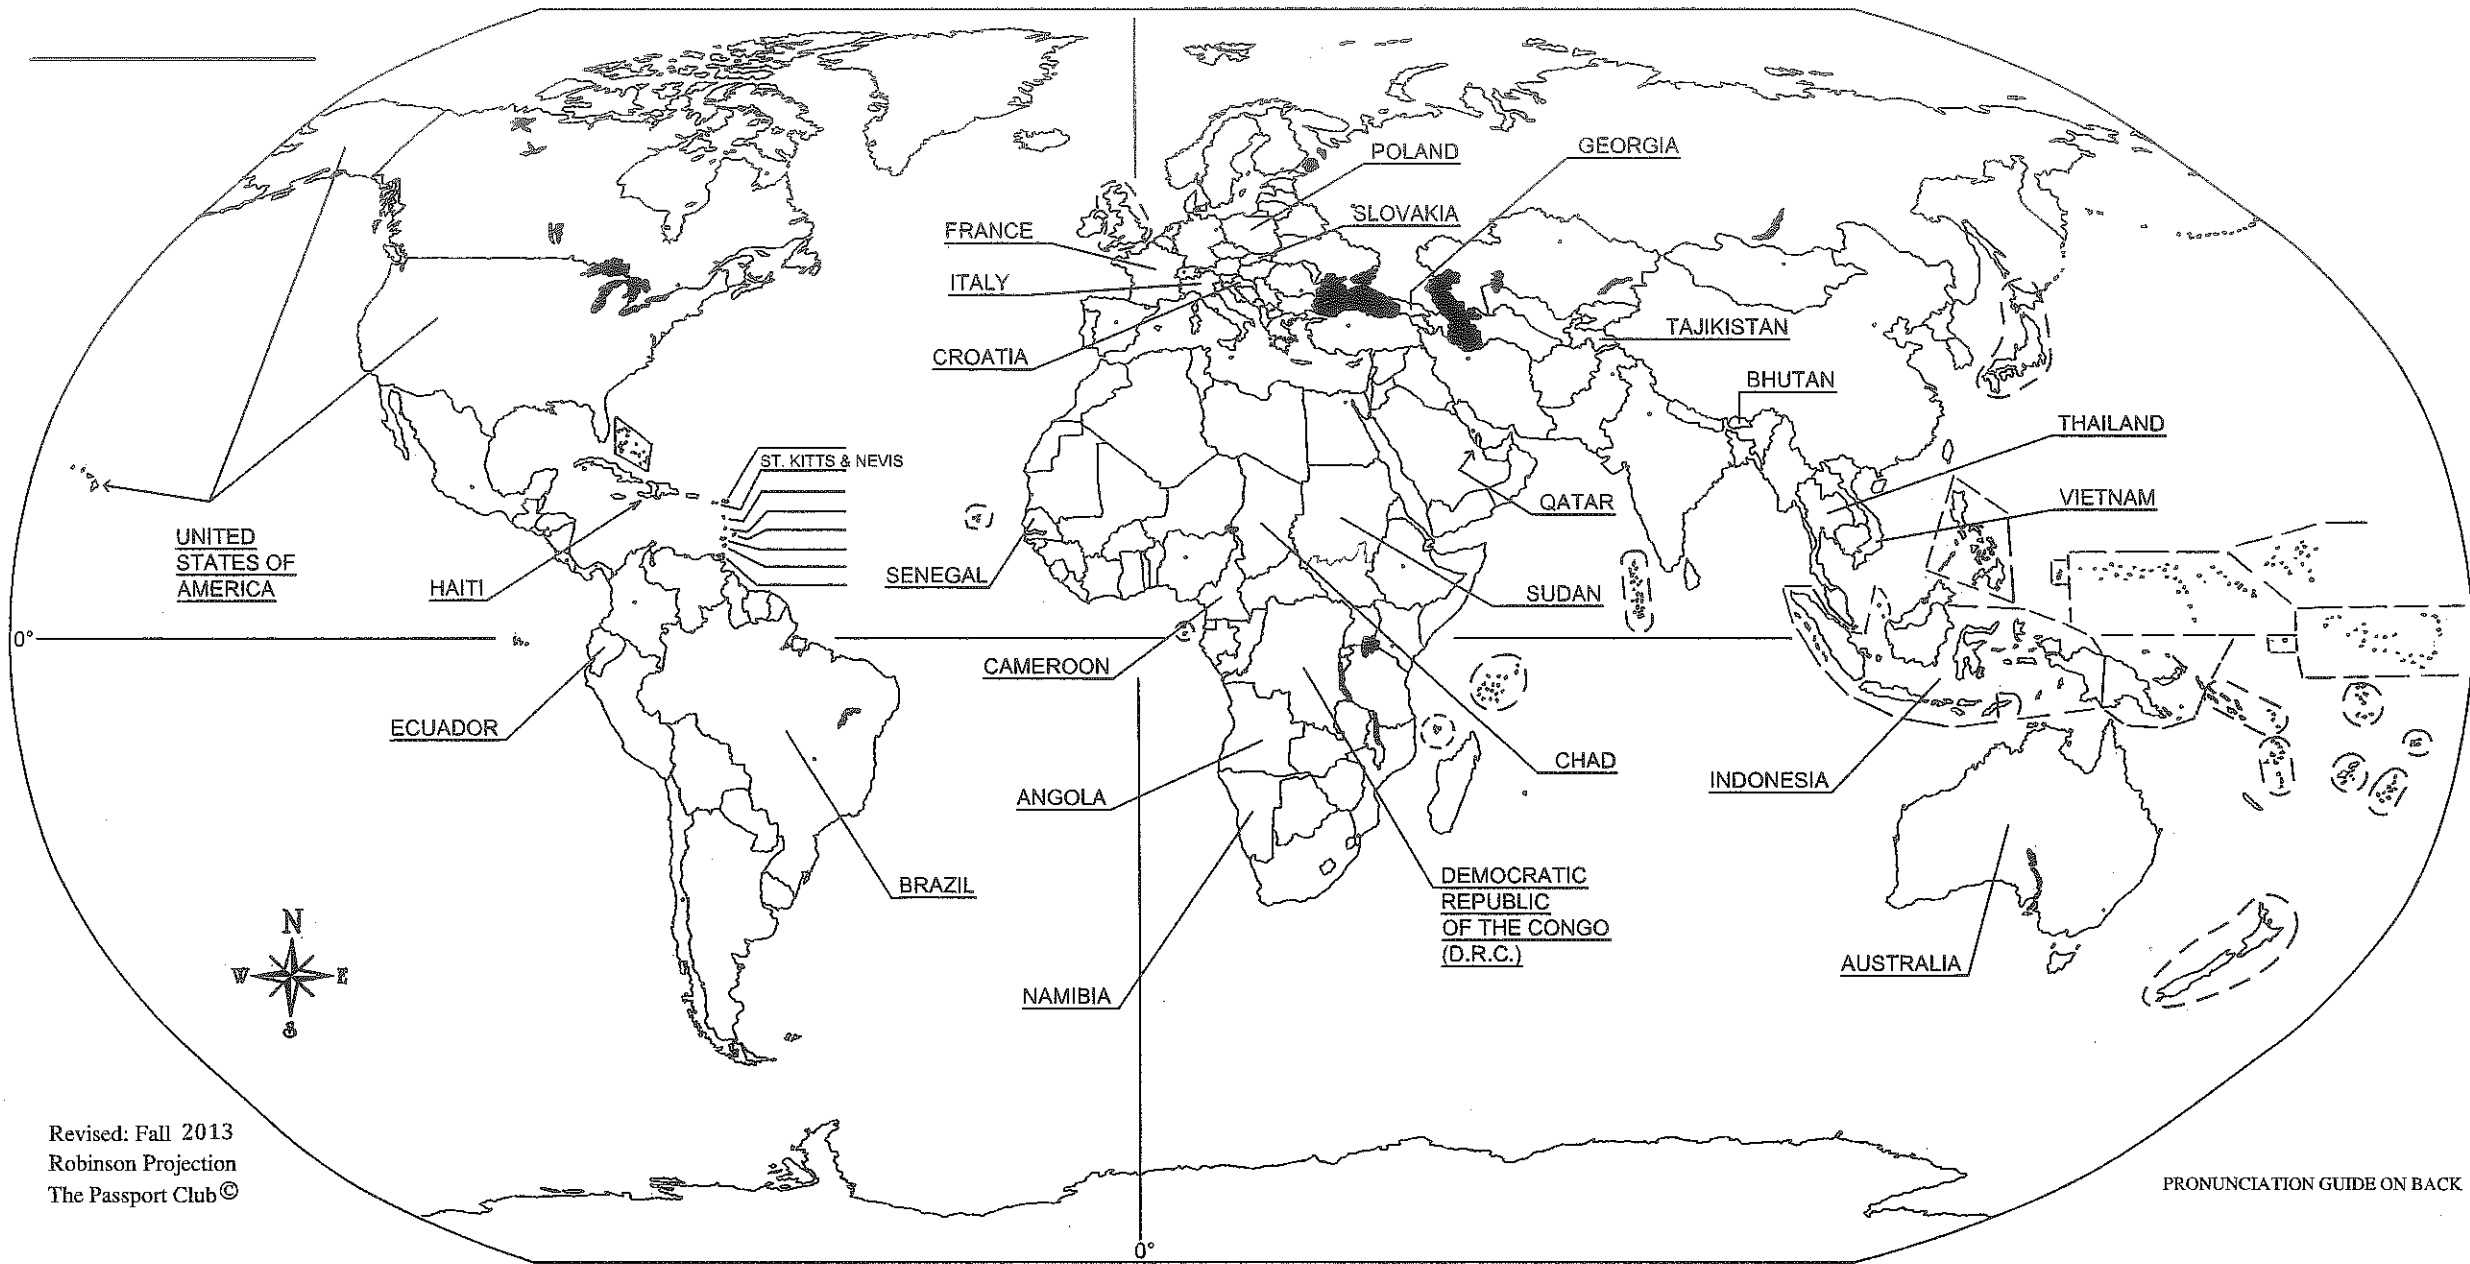 POLAND
GEORGIA
SLOVAKIA
FRANCE
ITALY
TAJIKISTAN
CROATIA
BHUTAN
THAILAND
ST. KITTS & NEVIS
QATAR
VIETNAM
UNITED
STATES OF
AMERICA
HAITI
SENEGAL
SUDAN
0°
CAMEROON
ECUADOR
CHAD
INDONESIA
ANGOLA
BRAZIL
DEMOCRATIC
REPUBLIC
OF THE CONGO
(D.R.C.)
N
W E
S
AUSTRALIA
NAMIBIA
Revised: Fall 2013
Robinson Projection
The Passport Club©
PRONUNCIATION GUIDE ON BACK
0°